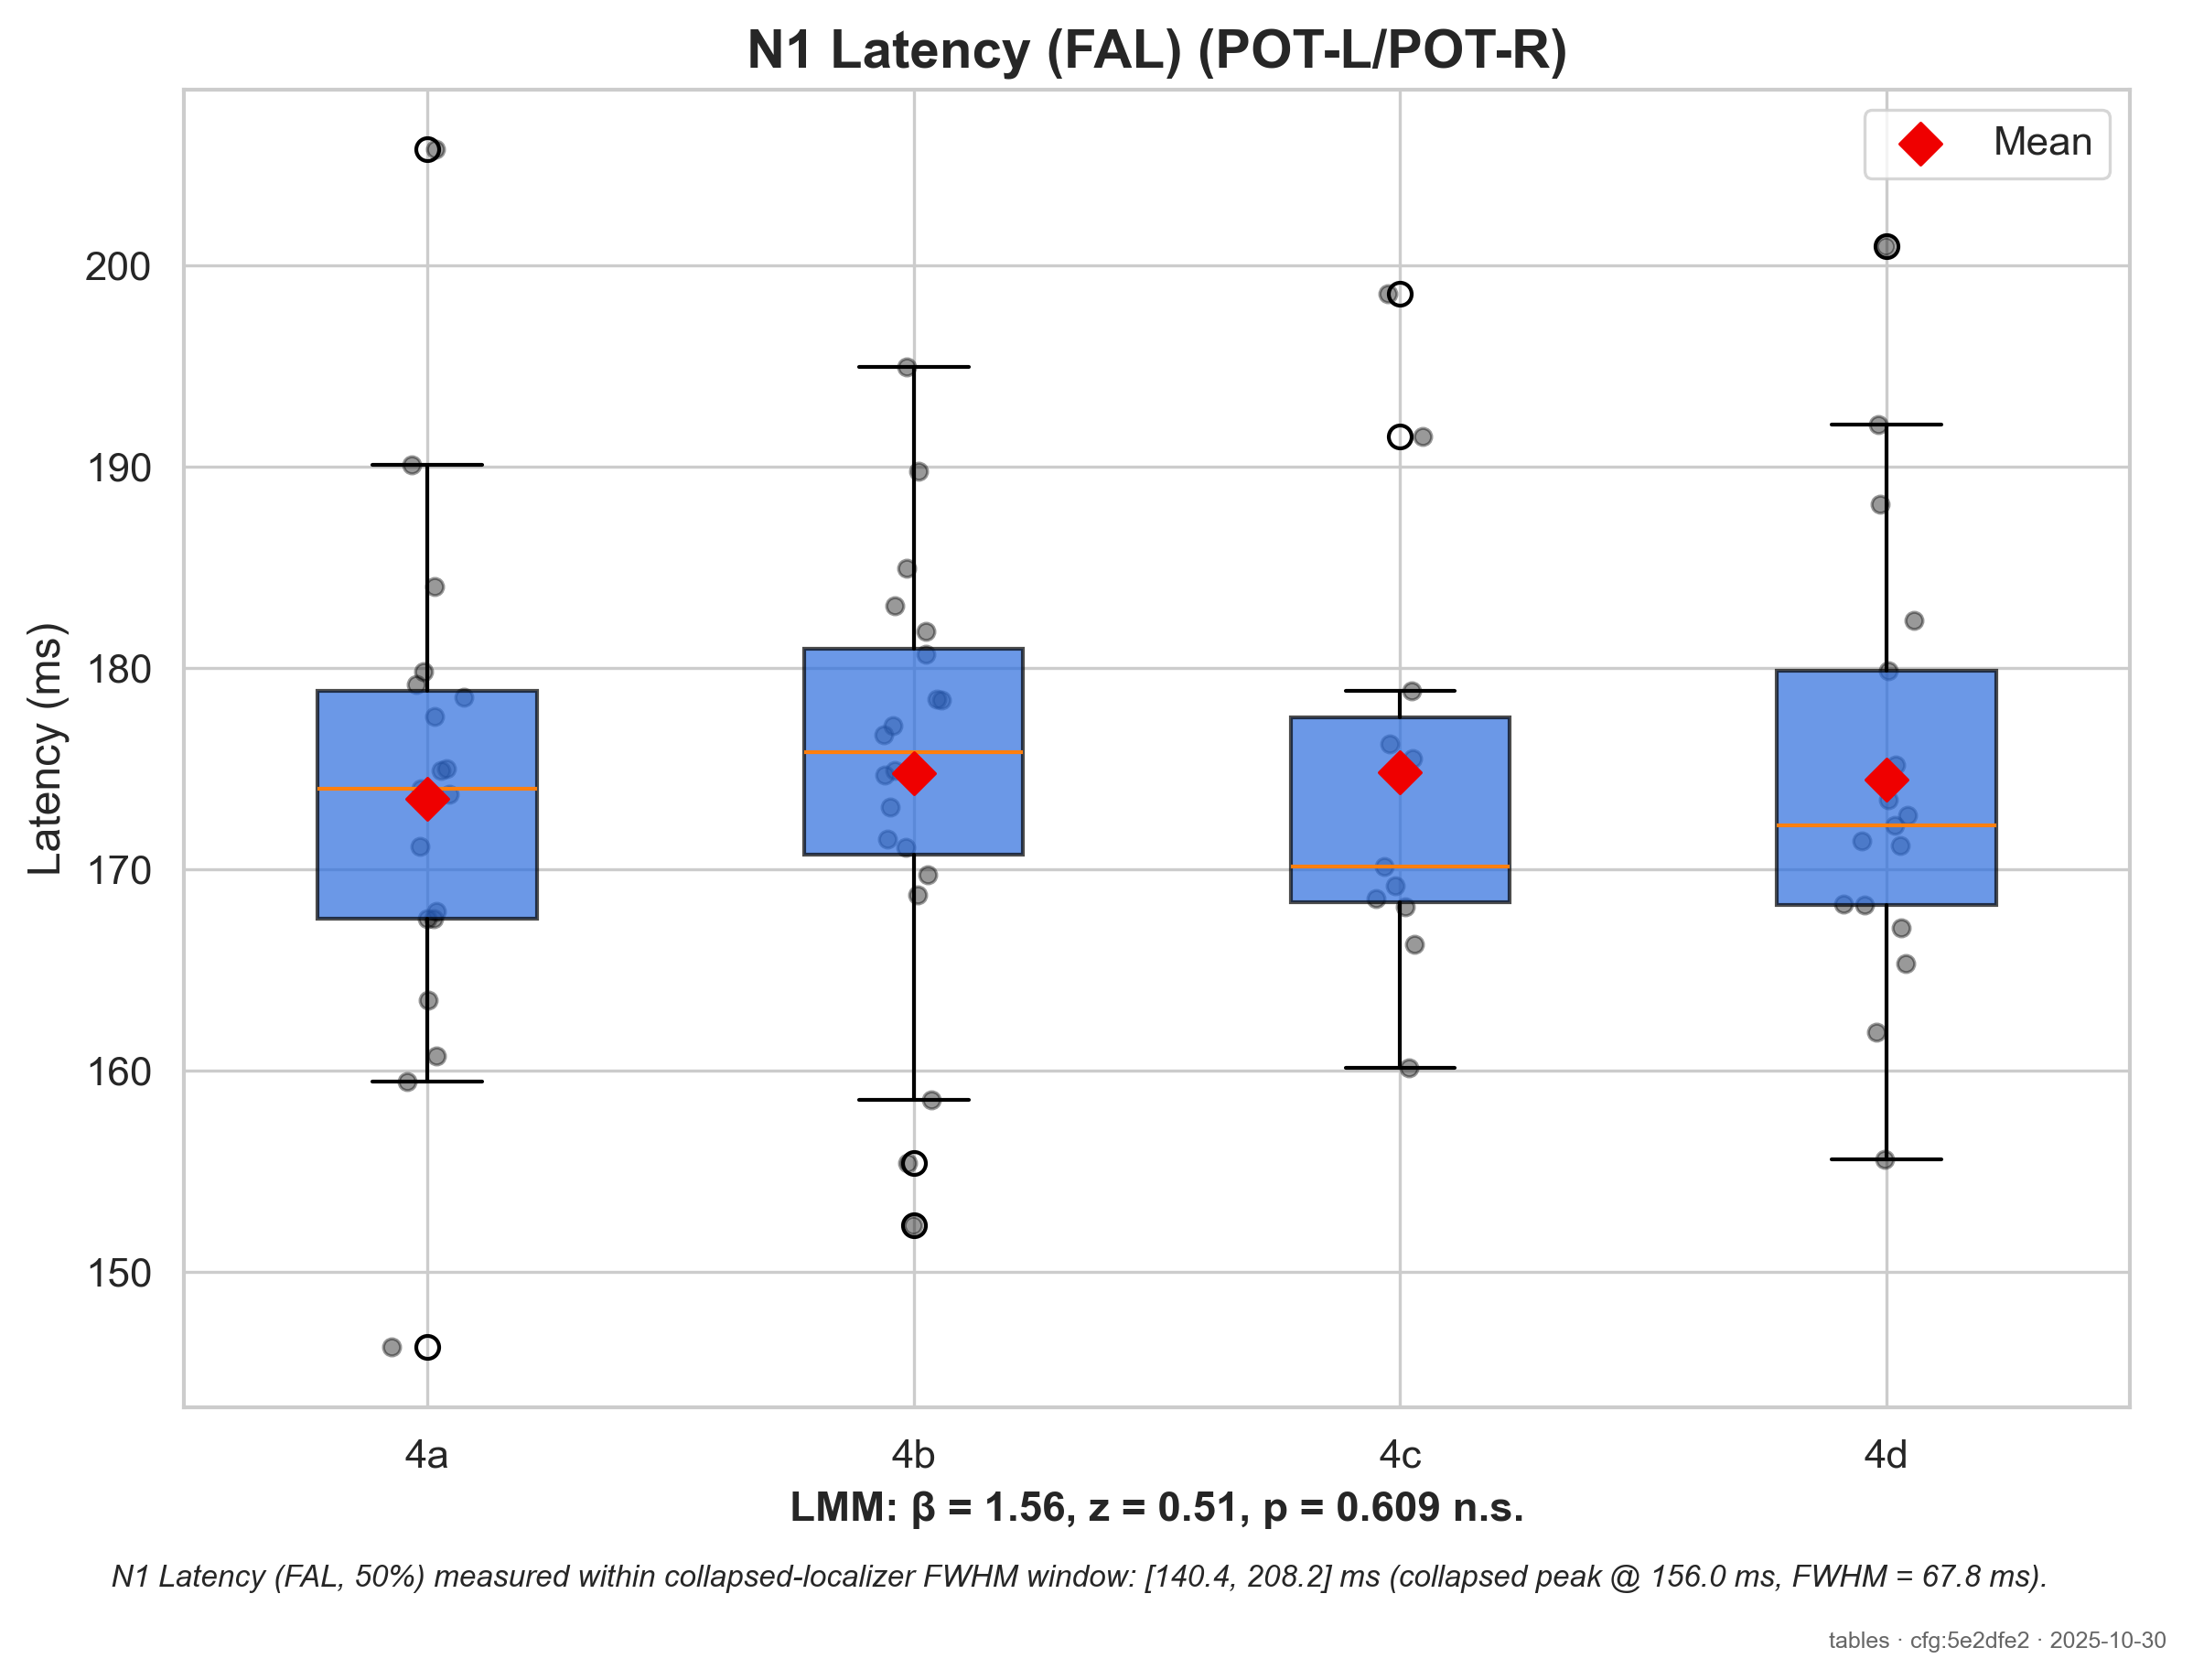 N1 Latency (FAL) (POT-L/POT-R)
Mean
Latency (ms)
200
190
180
170
160
150
4a 4b 4c 4d
LMM: β = 1.56, z = 0.51, p = 0.609 n.s.
N1 Latency (FAL, 50%) measured within collapsed-localizer FWHM window: [140.4, 208.2] ms (collapsed peak @ 156.0 ms, FWHM = 67.8 ms).
tables · cfg:5e2dfe2 · 2025-10-30